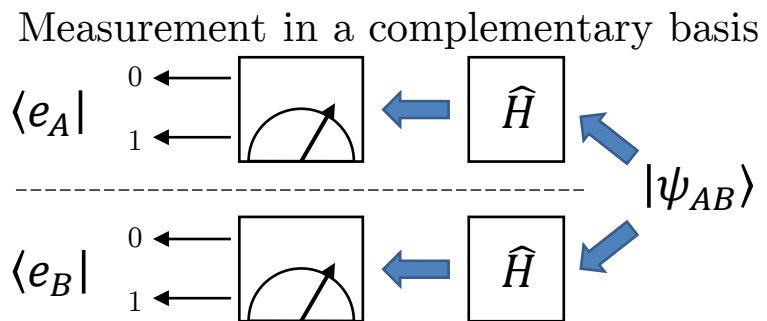 Measurement in a complementary basis
0
⟨e_A|
1
Ĥ
|ψ_AB⟩
0
⟨e_B|
1
Ĥ